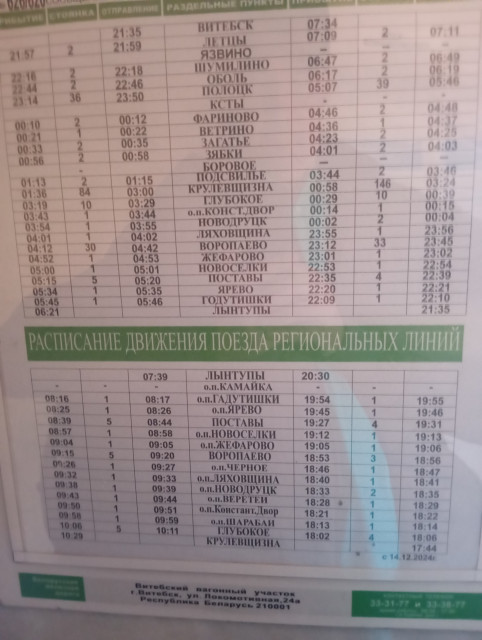 ПРИБЫТИЕ СТОЯНКА ОТПРАВЛЕНИЕ РАЗДЕЛЬНЫЕ ПУНКТЫ
21:35 ВИТЕБСК 07:34
21:57 2 21:59 ЛЕТЦЫ 07:09 2 07:11
ЯЗВИНО –
22:16 2 22:18 ШУМИЛИНО 06:47 2 06:49
22:44 2 22:46 ОБОЛЬ 06:17 2 06:19
23:14 36 23:50 ПОЛОЦК 05:07 39 05:46
КСТЫ - -
00:10 2 00:12 ФАРИНОВО 04:46 2 04:48
00:21 1 00:22 ВЕТРИНО 04:36 1 04:37
00:33 2 00:35 ЗАГАТЬЕ 04:23 2 04:25
00:56 2 00:58 ЗЯБКИ 04:01 2 04:03
- БОРОВОЕ – –
01:13 2 01:15 ПОДСВИЛЬЕ 03:44 2 03:46
01:36 84 03:00 КРУЛЕВЩИЗНА 00:58 146 03:24
03:19 10 03:29 ГЛУБОКОЕ 00:29 10 00:39
03:43 1 03:44 о.п.КОНСТ.ДВОР 00:14 1 00:15
03:54 1 03:55 НОВОДРУЦК 00:02 2 00:04
04:01 1 04:02 ЛЯХОВЩИНА 23:55 1 23:56
04:12 30 04:42 ВОРОПАЕВО 23:12 33 23:45
04:52 1 04:53 ЖЕФАРОВО 23:01 1 23:02
05:00 1 05:01 НОВОСЕЛКИ 22:53 1 22:54
05:15 5 05:20 ПОСТАВЫ 22:35 4 22:39
05:34 1 05:35 ЯРЕВО 22:20 1 22:21
05:45 1 05:46 ГОДУТИШКИ 22:09 1 22:10
06:21 ЛЫНТУПЫ 21:35
РАСПИСАНИЕ ДВИЖЕНИЯ ПОЕЗДА РЕГИОНАЛЬНЫХ ЛИНИЙ
07:39 ЛЫНТУПЫ 20:30
- - - о.п.КАМАЙКА - - -
08:16 1 08:17 о.п.ГАДУТИШКИ 19:54 1 19:55
08:25 1 08:26 о.п.ЯРЕВО 19:45 1 19:46
08:39 5 08:44 ПОСТАВЫ 19:27 4 19:31
08:57 1 08:58 о.п.НОВОСЕЛКИ 19:12 1 19:13
09:04 1 09:05 о.п.ЖЕФАРОВО 19:05 1 19:06
09:15 5 09:20 ВОРОПАЕВО 18:53 3 18:56
09:26 1 09:27 о.п.ЧЕРНОЕ 18:46 1 18:47
09:32 1 09:33 о.п.ЛЯХОВЩИНА 18:40 1 18:41
09:38 1 09:39 о.п.НОВОДРУЦК 18:33 2 18:35
09:43 1 09:44 о.п.ВЕРЕТЕИ 18:28 1 18:29
09:50 1 09:51 о.п.Констант.Двор 18:21 1 18:22
09:58 1 09:59 о.п.ШАРАБАИ 18:13 1 18:14
10:06 5 10:11 ГЛУБОКОЕ 18:02 4 18:06
10:29 КРУЛЕВЩИЗНА 17:44
с 14.12.2024г
Витебский вагонный участок
г.Витебск, ул. Локомотивная,24а
Республика Беларусь 210001